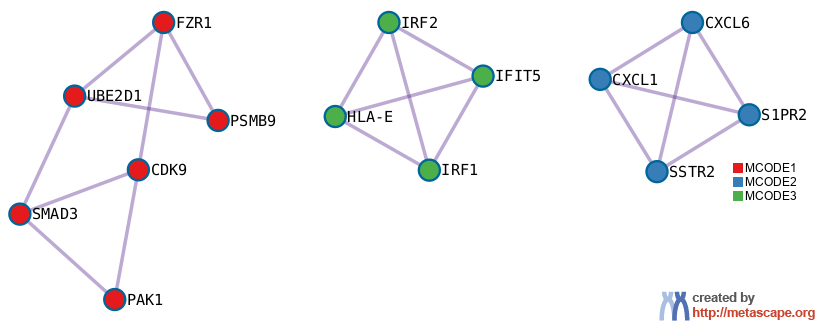 FZR1
UBE2D1
PSMB9
CDK9
SMAD3
PAK1
IRF2
IFIT5
HLA-E
IRF1
CXCL6
CXCL1
S1PR2
SSTR2
MCODE1
MCODE2
MCODE3
created by
http://metascape.org